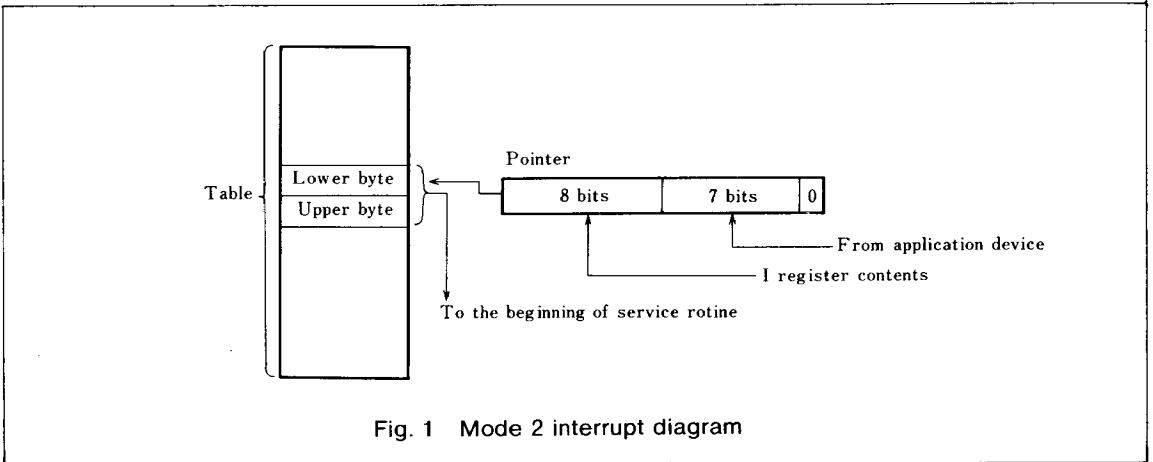 Pointer
Lower byte
Table
Upper byte
8 bits
7 bits
0
From application device
I register contents
To the beginning of service rotine
Fig. 1 Mode 2 interrupt diagram